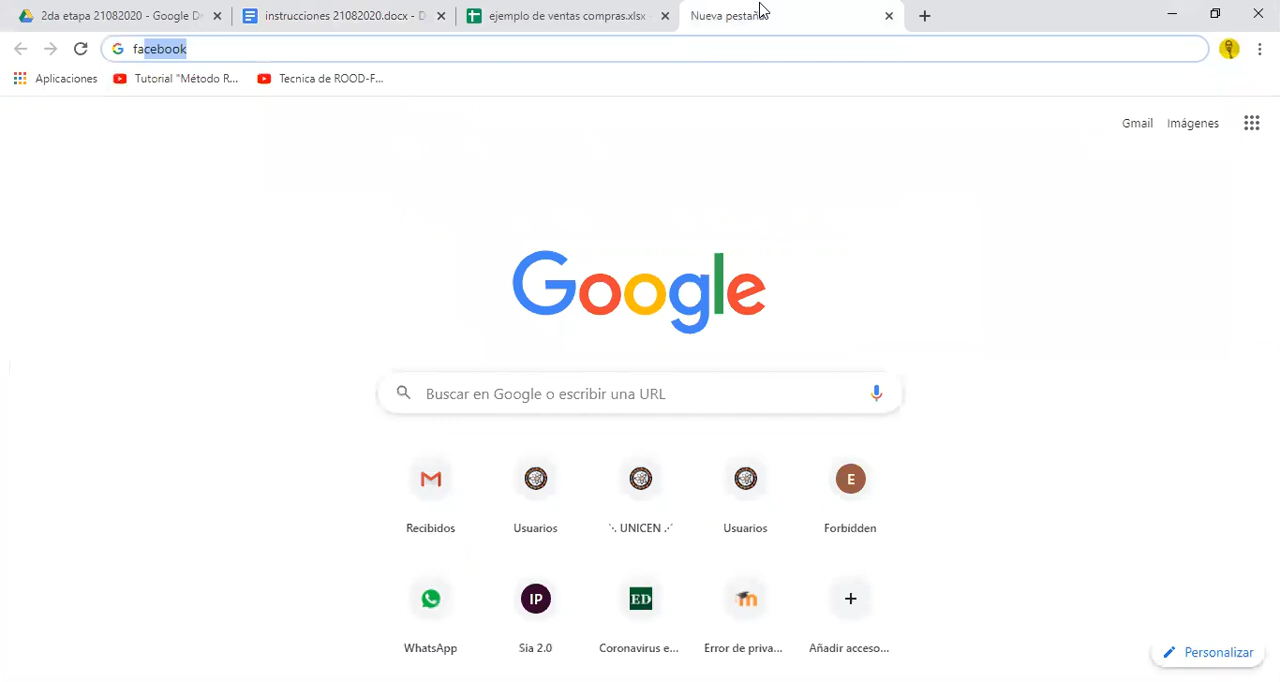 2da etapa 21082020 - Google D
instrucciones 21082020.docx - D
ejemplo de ventas compras.xlsx
Nueva pestaña
facebook
Aplicaciones
Tutorial "Método R...
Tecnica de ROOD-F...
Gmail
Imágenes
Google
Buscar en Google o escribir una URL
Recibidos
Usuarios
·. UNICEN .·
Usuarios
E
Forbidden
WhatsApp
IP
Sia 2.0
ED
Coronavirus e...
Error de priva...
Añadir acceso...
Personalizar